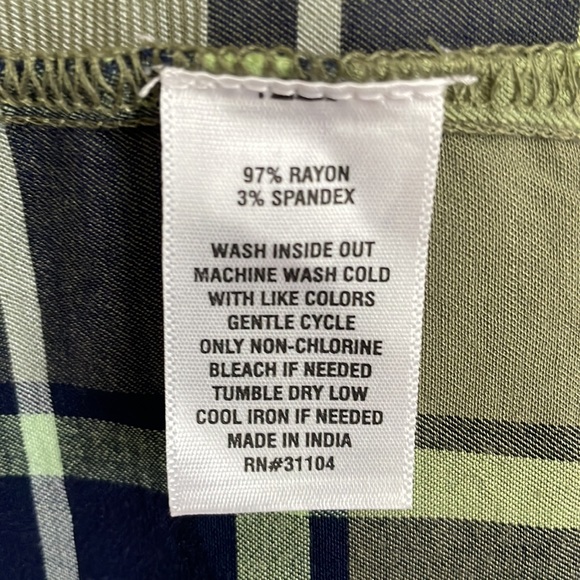 97% RAYON
3% SPANDEX
WASH INSIDE OUT
MACHINE WASH COLD
WITH LIKE COLORS
GENTLE CYCLE
ONLY NON-CHLORINE
BLEACH IF NEEDED
TUMBLE DRY LOW
COOL IRON IF NEEDED
MADE IN INDIA
RN#31104